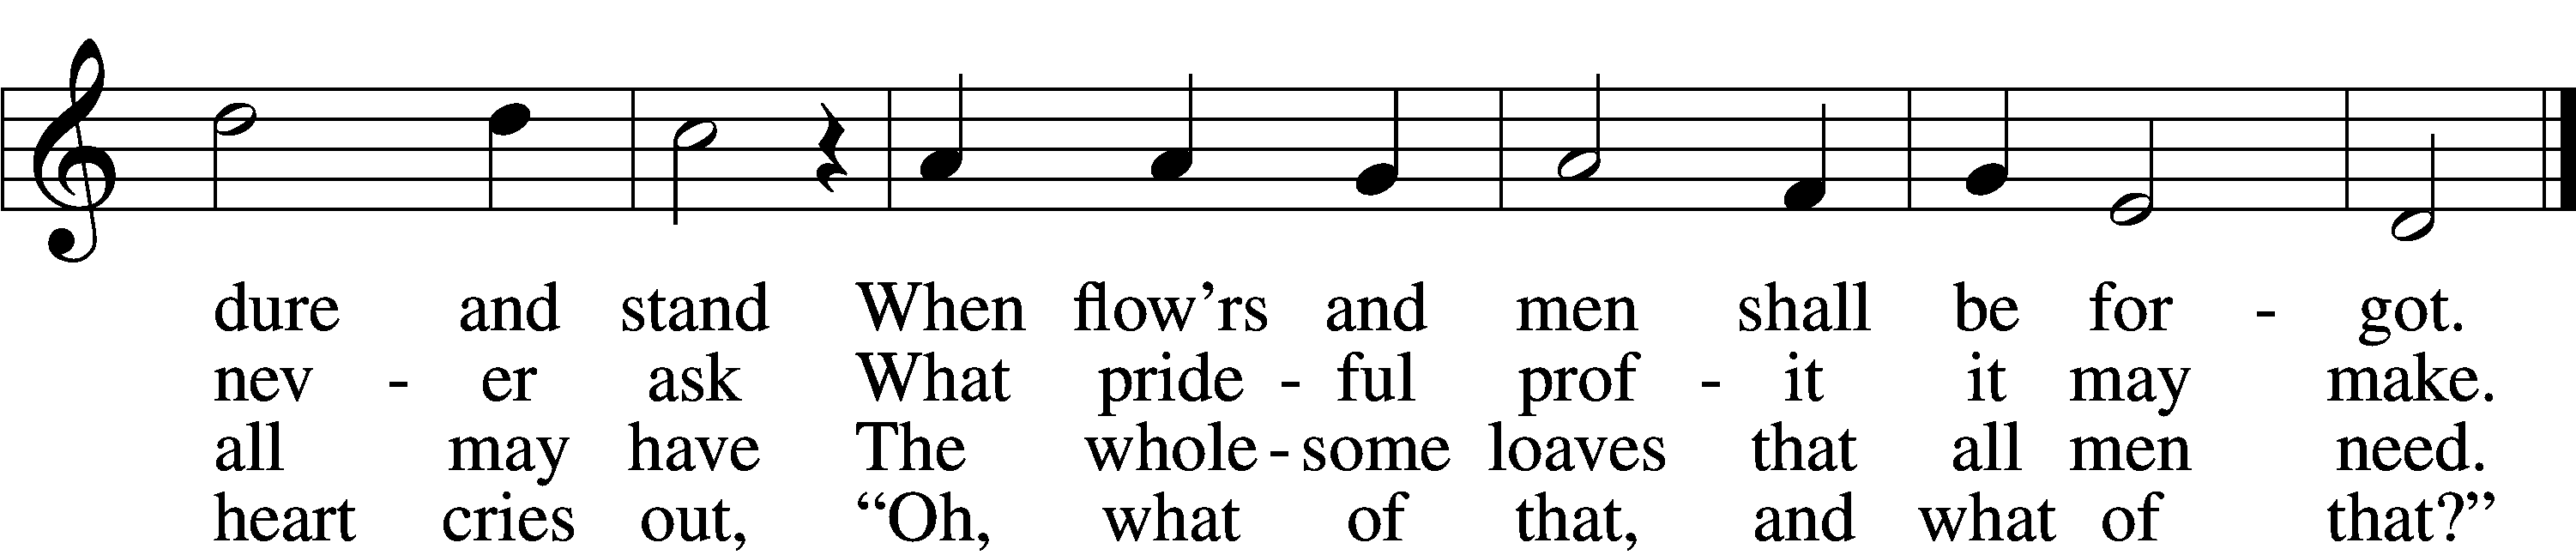 dure and stand When flow’rs and men shall be for - got.
nev - er ask What pride - ful prof - it it may make.
all may have The whole - some loaves that all men need.
heart cries out, “Oh, what of that, and what of that?”